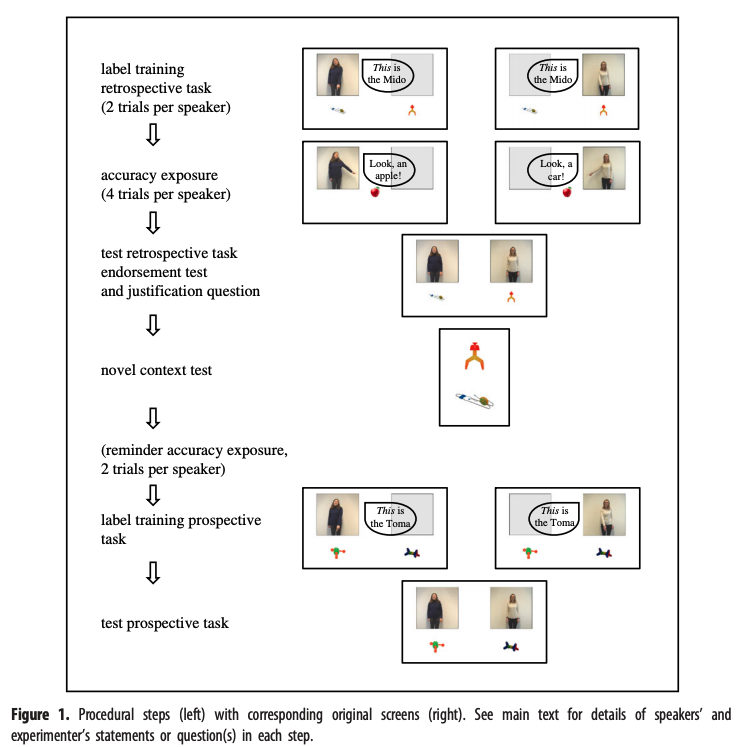 label training
retrospective task
(2 trials per speaker)
This is
the Mido
This is
the Mido
accuracy exposure
(4 trials per speaker)
Look, an
apple!
Look, a
car!
test retrospective task
endorsement test
and justification question
novel context test
(reminder accuracy exposure,
2 trials per speaker)
label training prospective
task
This is
the Toma
This is
the Toma
test prospective task
Figure 1. Procedural steps (left) with corresponding original screens (right). See main text for details of speakers’ and
experimenter’s statements or question(s) in each step.